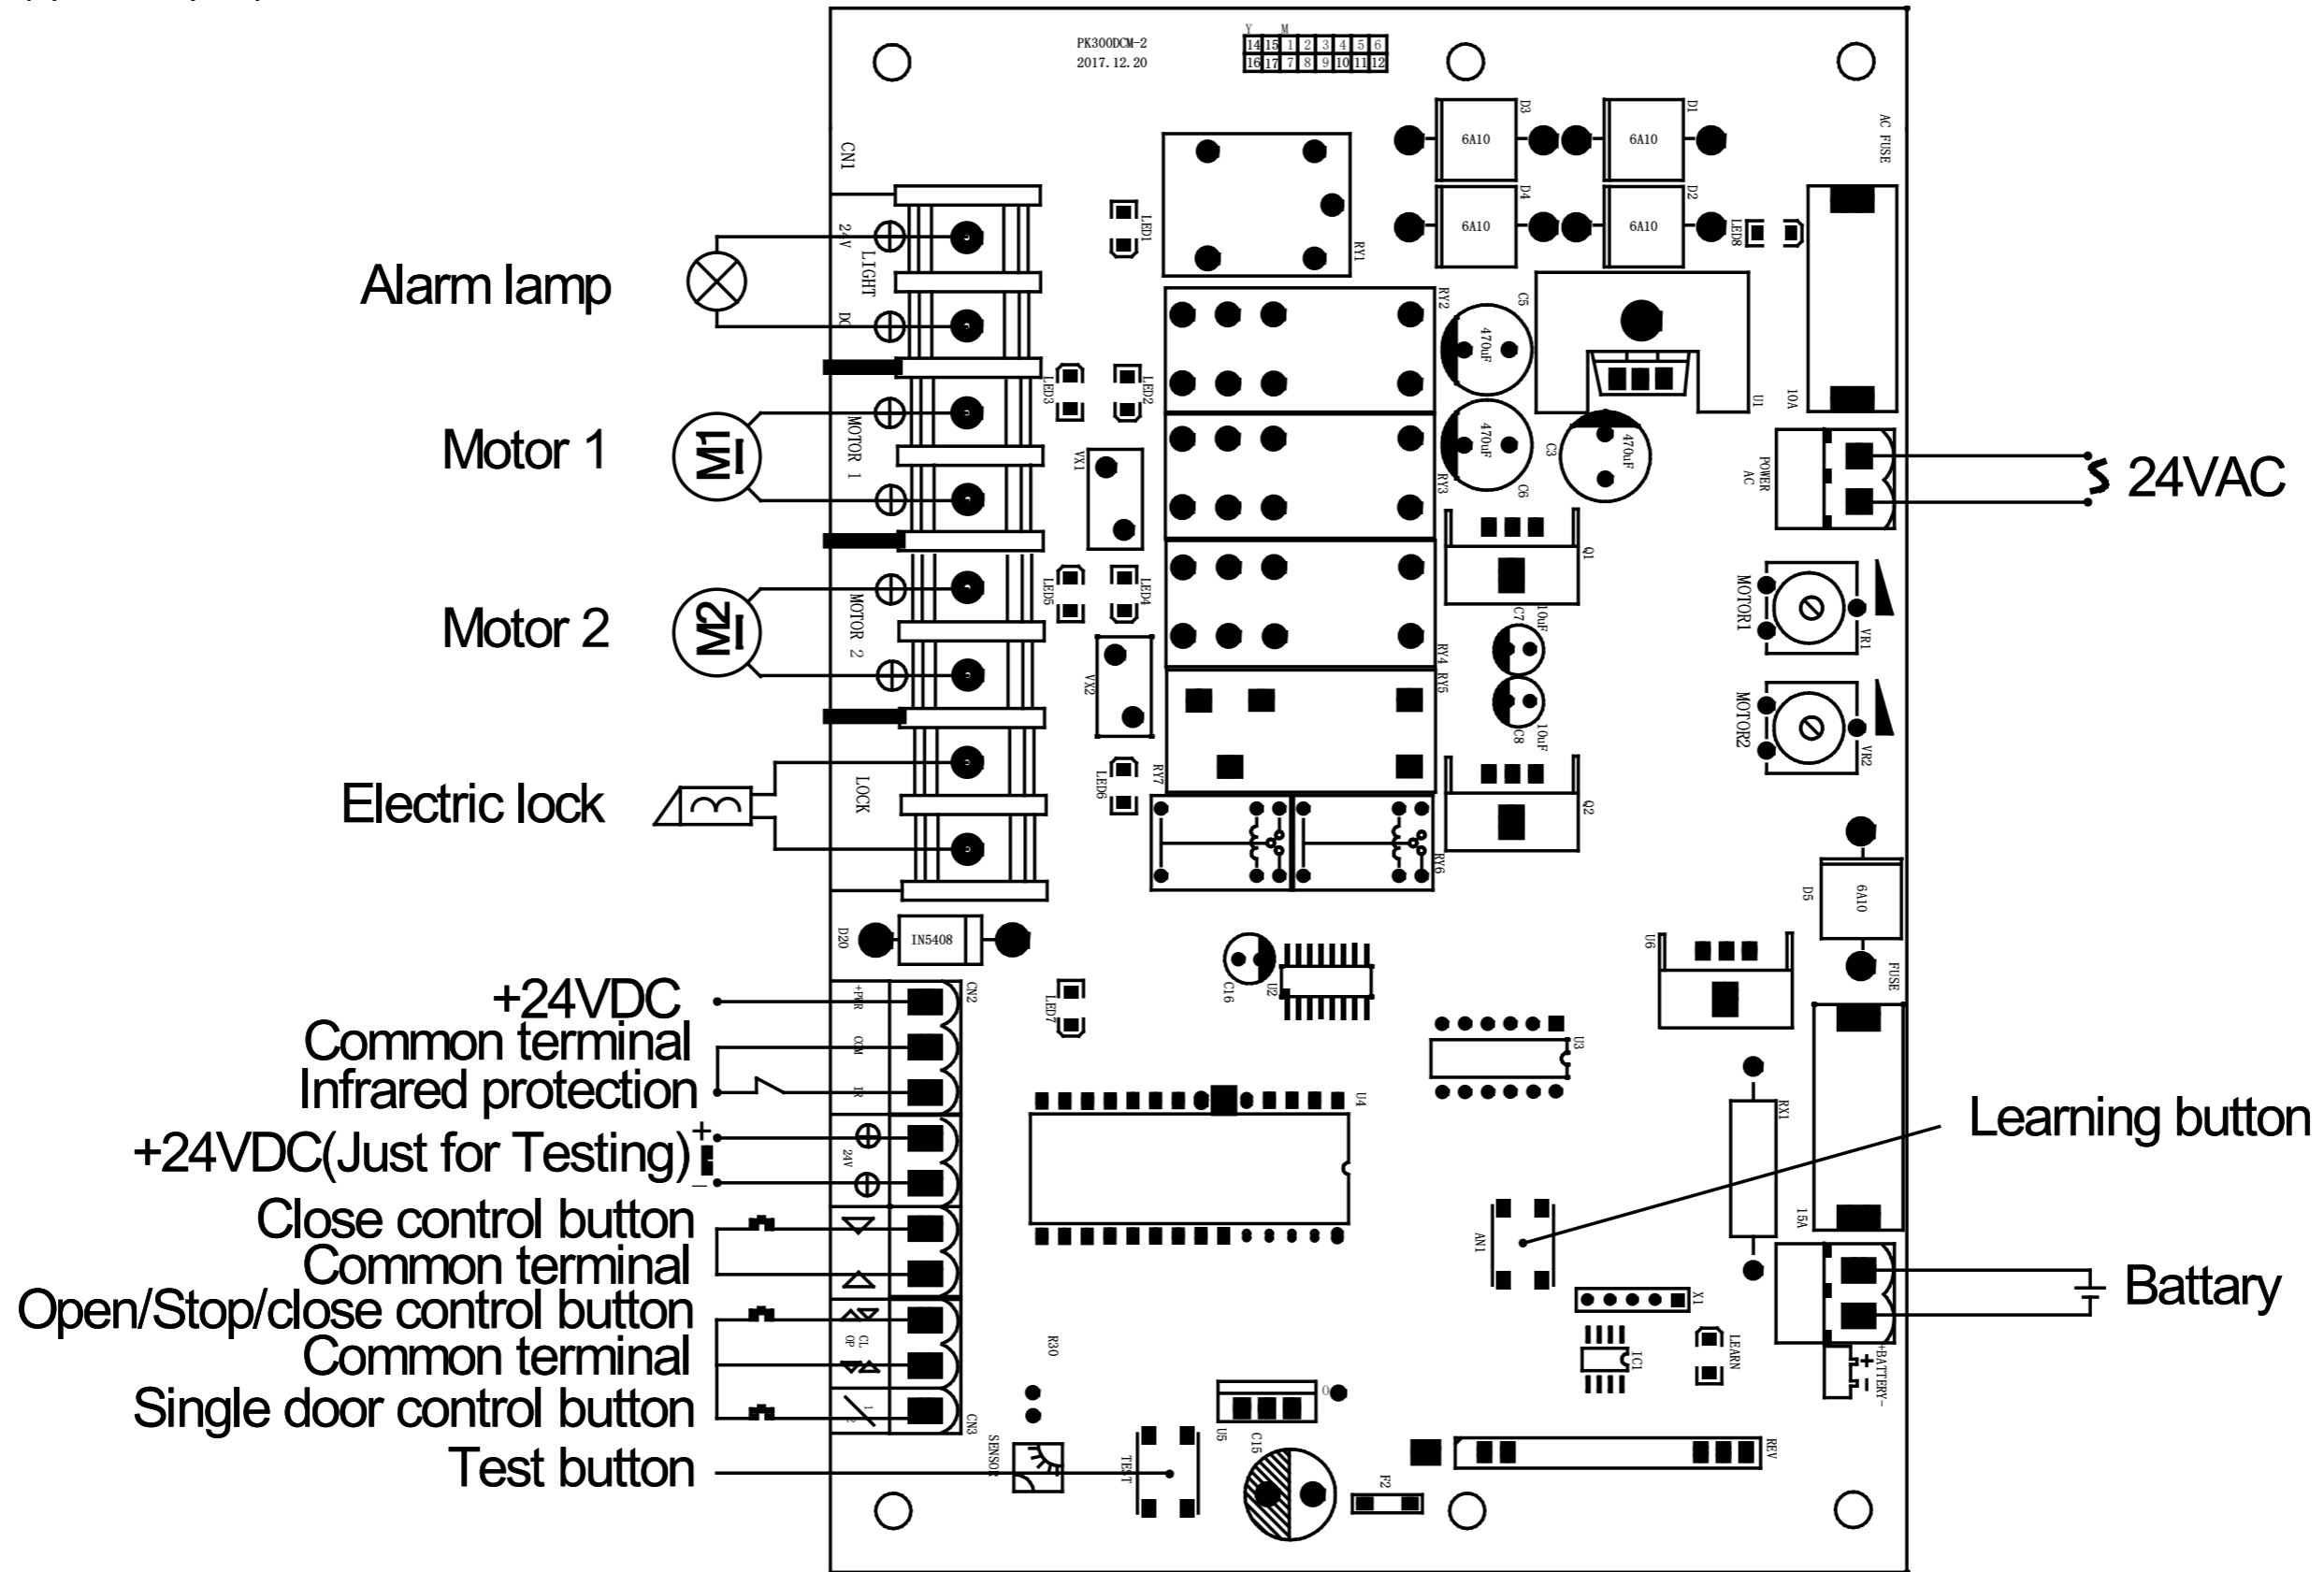 PK300DCM-2
2017.12.20
Y M
14 15 1 2 3 4 5 6
16 17 7 8 9 10 11 12
CN1
AC FUSE
D3
6A10
D1
6A10
D4
6A10
D2
6A10
LED8
LED1
RY1
24V
LIGHT
DC
Alarm lamp
RY2
C5
470uF
U1
10A
LED3
LED2
Motor 1
M1
MOTOR 1
VX1
RY3
470uF
C6
C3
470uF
POWER
AC
24VAC
Q1
LED5
LED4
Motor 2
M2
MOTOR 2
VX2
RY4
RY5
C7
10uF
C8
10uF
MOTOR1
VR1
MOTOR2
VR2
Electric lock
LOCK
LED6
RY7
RY6
Q2
D5
6A10
D20
IN5408
C16
U2
U6
FUSE
+24VDC
+PWR
CN2
LED7
Common terminal
COM
Infrared protection
IR
U3
U4
RX1
Learning button
+24VDC(Just for Testing)
+
−
24V
Close control button
Common terminal
AN1
15A
Open/Stop/close control button
CL
OP
Common terminal
Single door control button
1
2
CN3
R30
X1
Battary
IC1
LEARN
+BATTERY-
+
−
Test button
SENSOR
TEST
U5
O
C15
F2
REV